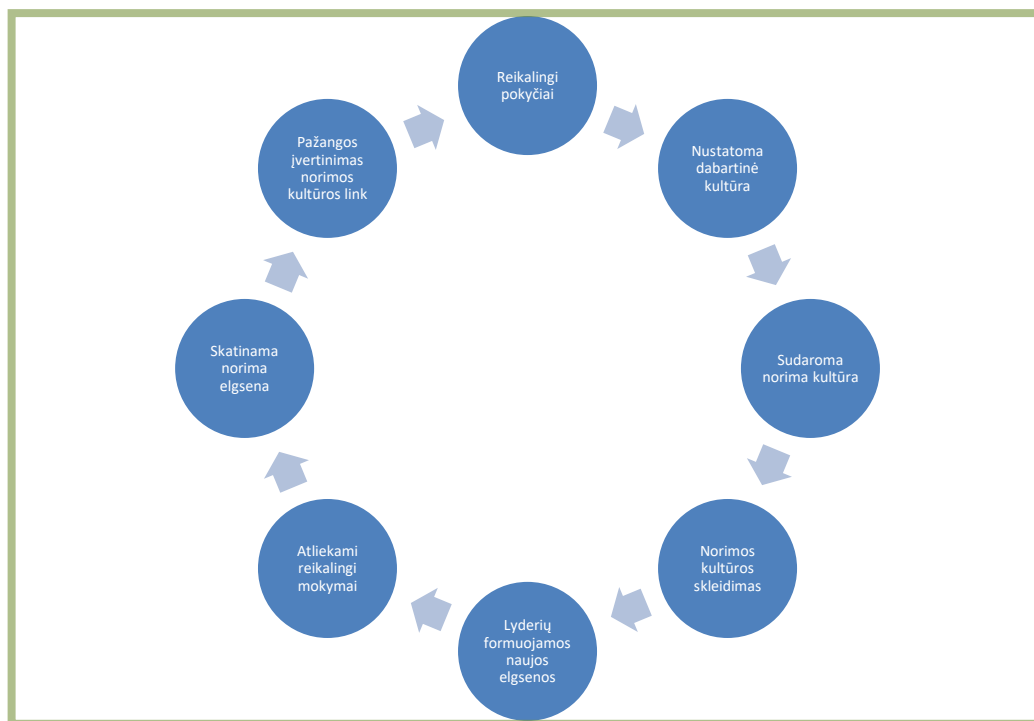 Reikalingi
pokyčiai
Nustatoma
dabartinė
kultūra
Sudaroma
norima kultūra
Norimos
kultūros
skleidimas
Lyderių
formuojamos
naujos
elgsenos
Atliekami
reikalingi
mokymai
Skatinama
norima
elgsena
Pažangos
įvertinimas
norimos
kultūros link